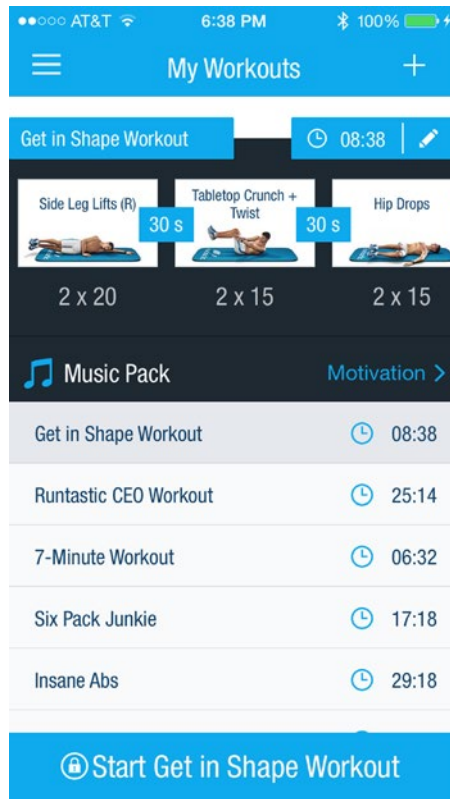 AT&T 6:38 PM 100%
My Workouts
Get in Shape Workout 08:38
Side Leg Lifts (R) 30 s Tabletop Crunch + Twist 30 s Hip Drops
2 x 20 2 x 15 2 x 15
Music Pack Motivation >
Get in Shape Workout 08:38
Runtastic CEO Workout 25:14
7-Minute Workout 06:32
Six Pack Junkie 17:18
Insane Abs 29:18
Start Get in Shape Workout